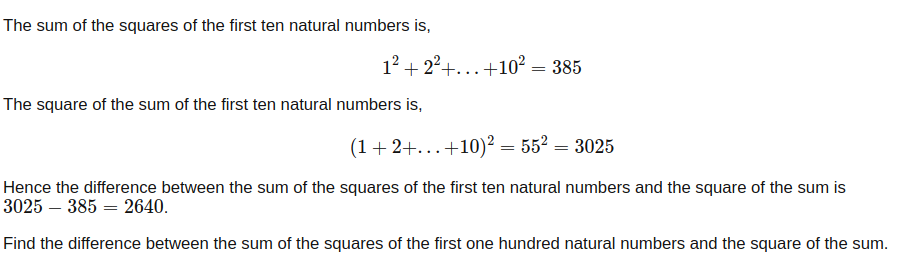 The sum of the squares of the first ten natural numbers is,
1² + 2²+...+10² = 385
The square of the sum of the first ten natural numbers is,
(1 + 2+...+10)² = 55² = 3025
Hence the difference between the sum of the squares of the first ten natural numbers and the square of the sum is
3025 − 385 = 2640.
Find the difference between the sum of the squares of the first one hundred natural numbers and the square of the sum.